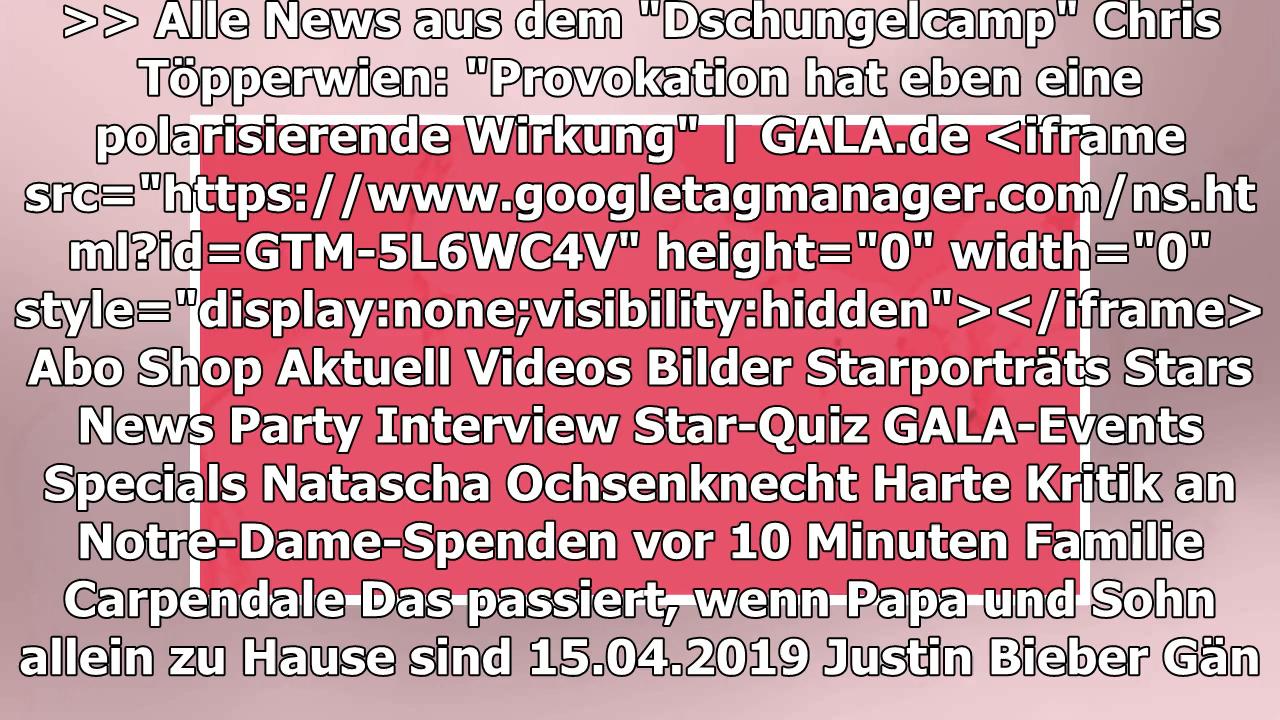 >> Alle News aus dem "Dschungelcamp" Chris
Töpperwien: "Provokation hat eben eine
polarisierende Wirkung" | GALA.de <iframe
src="https://www.googletagmanager.com/ns.ht
ml?id=GTM-5L6WC4V" height="0" width="0"
style="display:none;visibility:hidden"></iframe>
Abo Shop Aktuell Videos Bilder Starporträts Stars
News Party Interview Star-Quiz GALA-Events
Specials Natascha Ochsenknecht Harte Kritik an
Notre-Dame-Spenden vor 10 Minuten Familie
Carpendale Das passiert, wenn Papa und Sohn
allein zu Hause sind 15.04.2019 Justin Bieber Gän